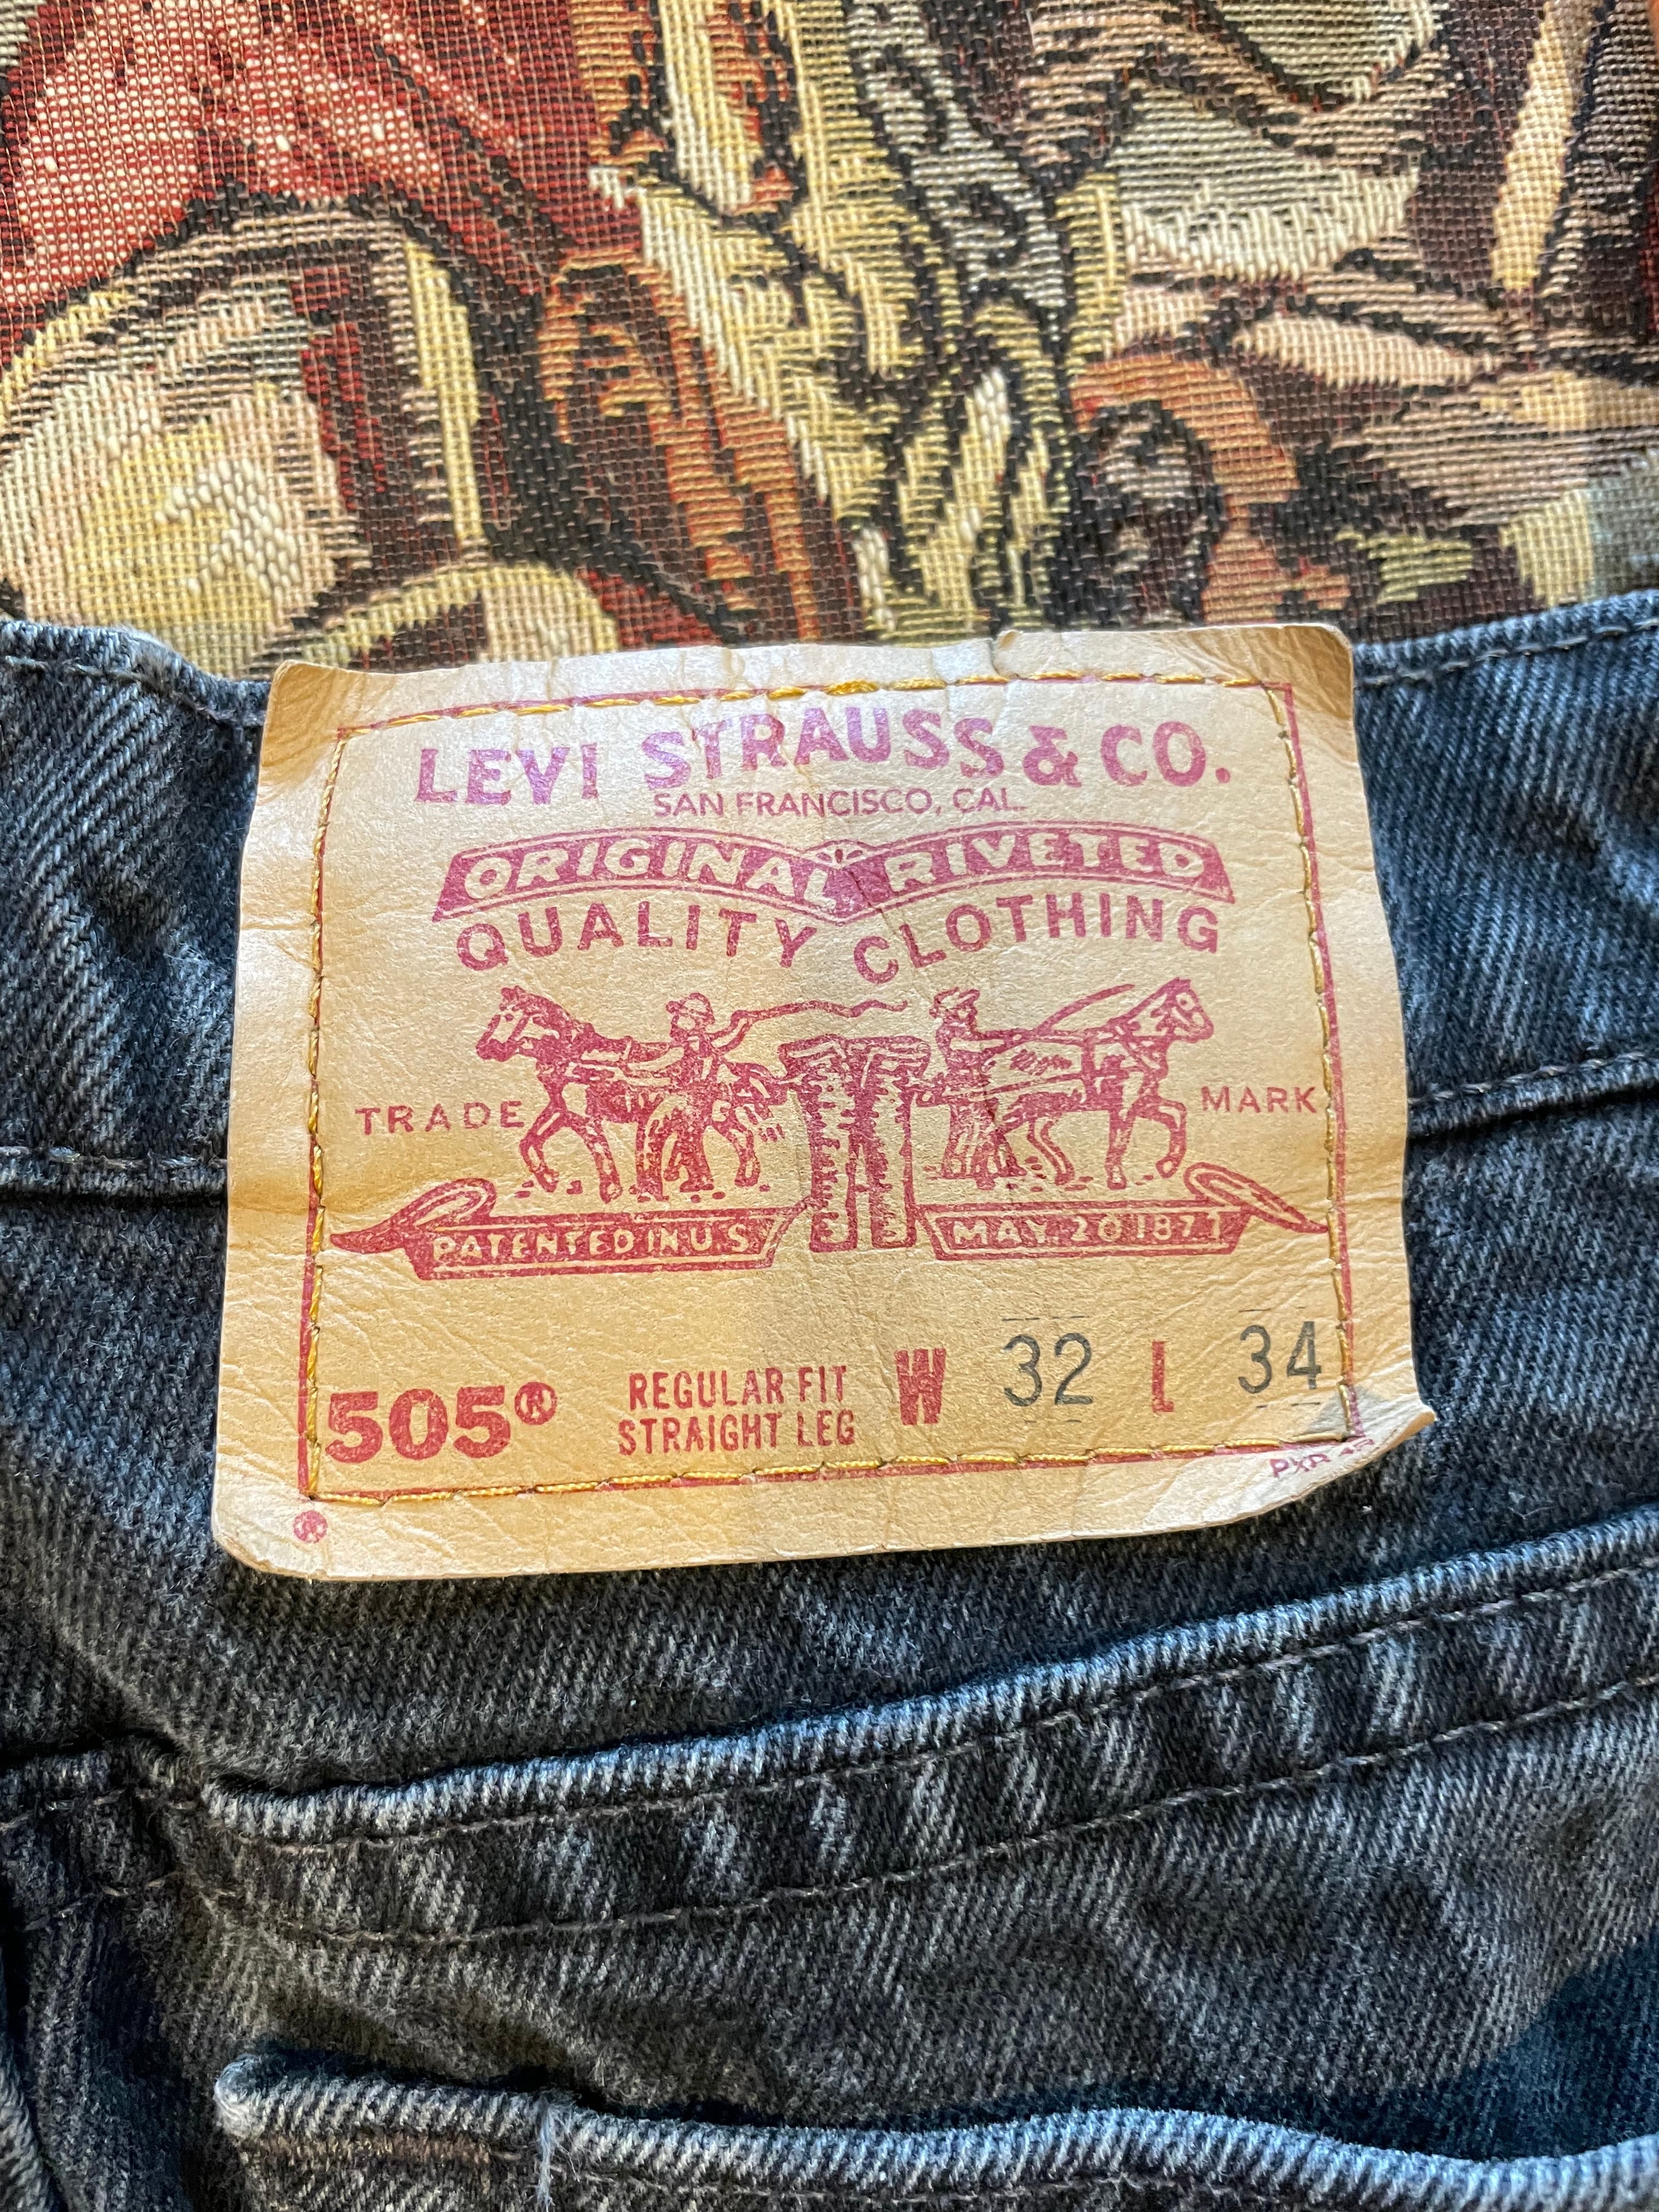 LEVI STRAUSS & CO.
SAN FRANCISCO, CAL.
ORIGINAL RIVETED
QUALITY CLOTHING
TRADE MARK
PATENTED IN U.S. MAY 20 1871
505® REGULAR FIT STRAIGHT LEG W 32 L 34
®